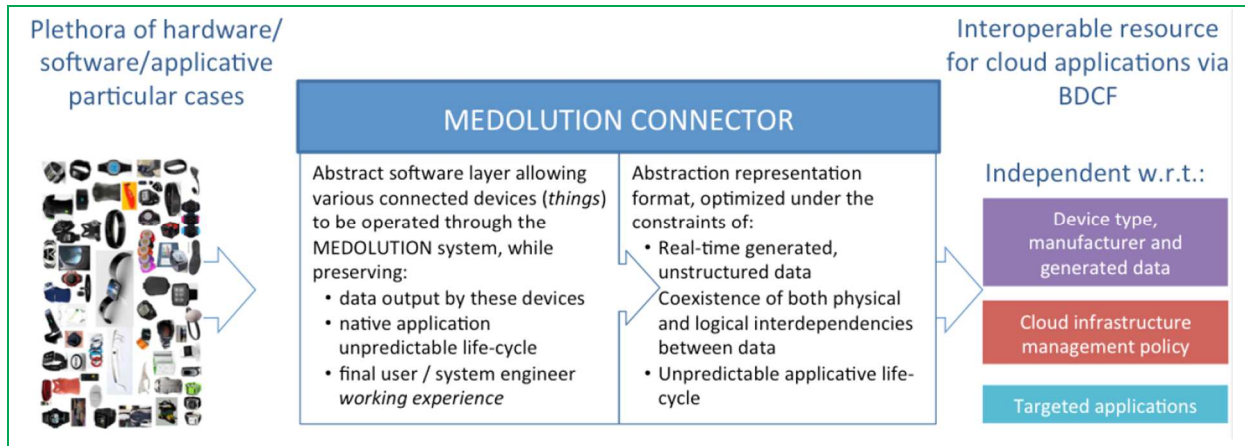 Plethora of hardware/
software/applicative
particular cases
MEDOLUTION CONNECTOR
Abstract software layer allowing
various connected devices (things)
to be operated through the
MEDOLUTION system, while
preserving:
• data output by these devices
• native application
unpredictable life-cycle
• final user / system engineer
working experience
Abstraction representation
format, optimized under the
constraints of:
• Real-time generated,
unstructured data
Coexistence of both physical
and logical interdependencies
between data
• Unpredictable applicative life-
cycle
Interoperable resource
for cloud applications via
BDCF
Independent w.r.t.:
Device type,
manufacturer and
generated data
Cloud infrastructure
management policy
Targeted applications